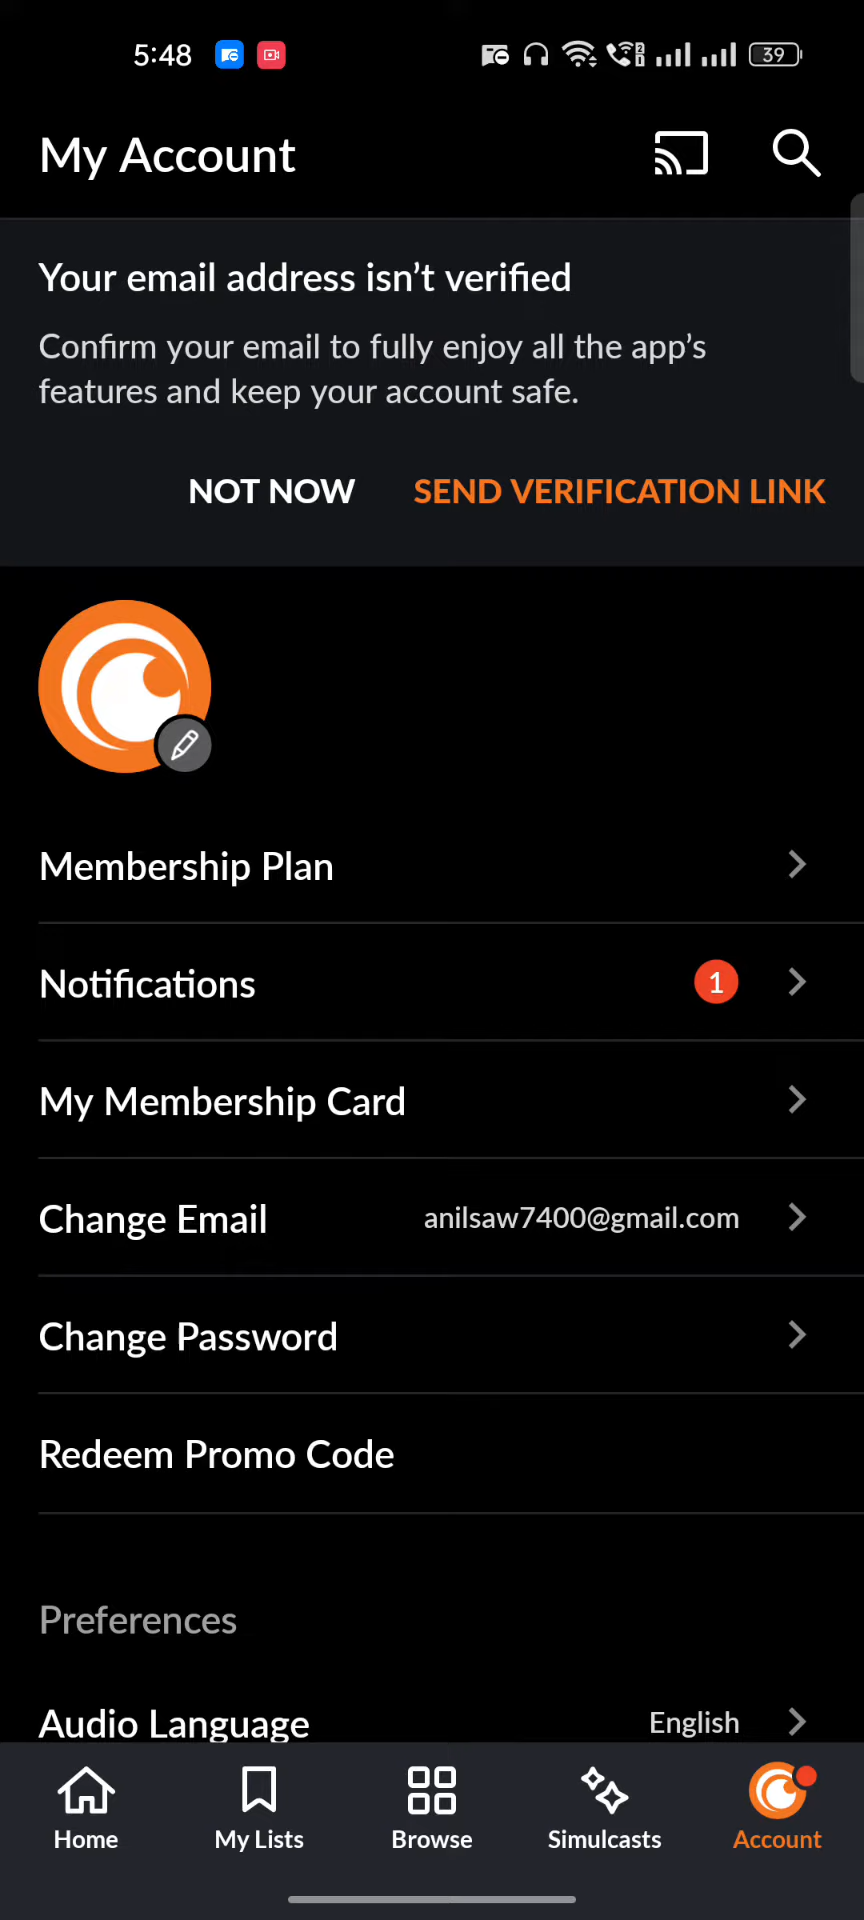 5:48
39
My Account
Your email address isn't verified
Confirm your email to fully enjoy all the app's
features and keep your account safe.
NOT NOW
SEND VERIFICATION LINK
Membership Plan
Notifications
1
My Membership Card
Change Email
anilsaw7400@gmail.com
Change Password
Redeem Promo Code
Preferences
Audio Language
English
Home
My Lists
Browse
Simulcasts
Account